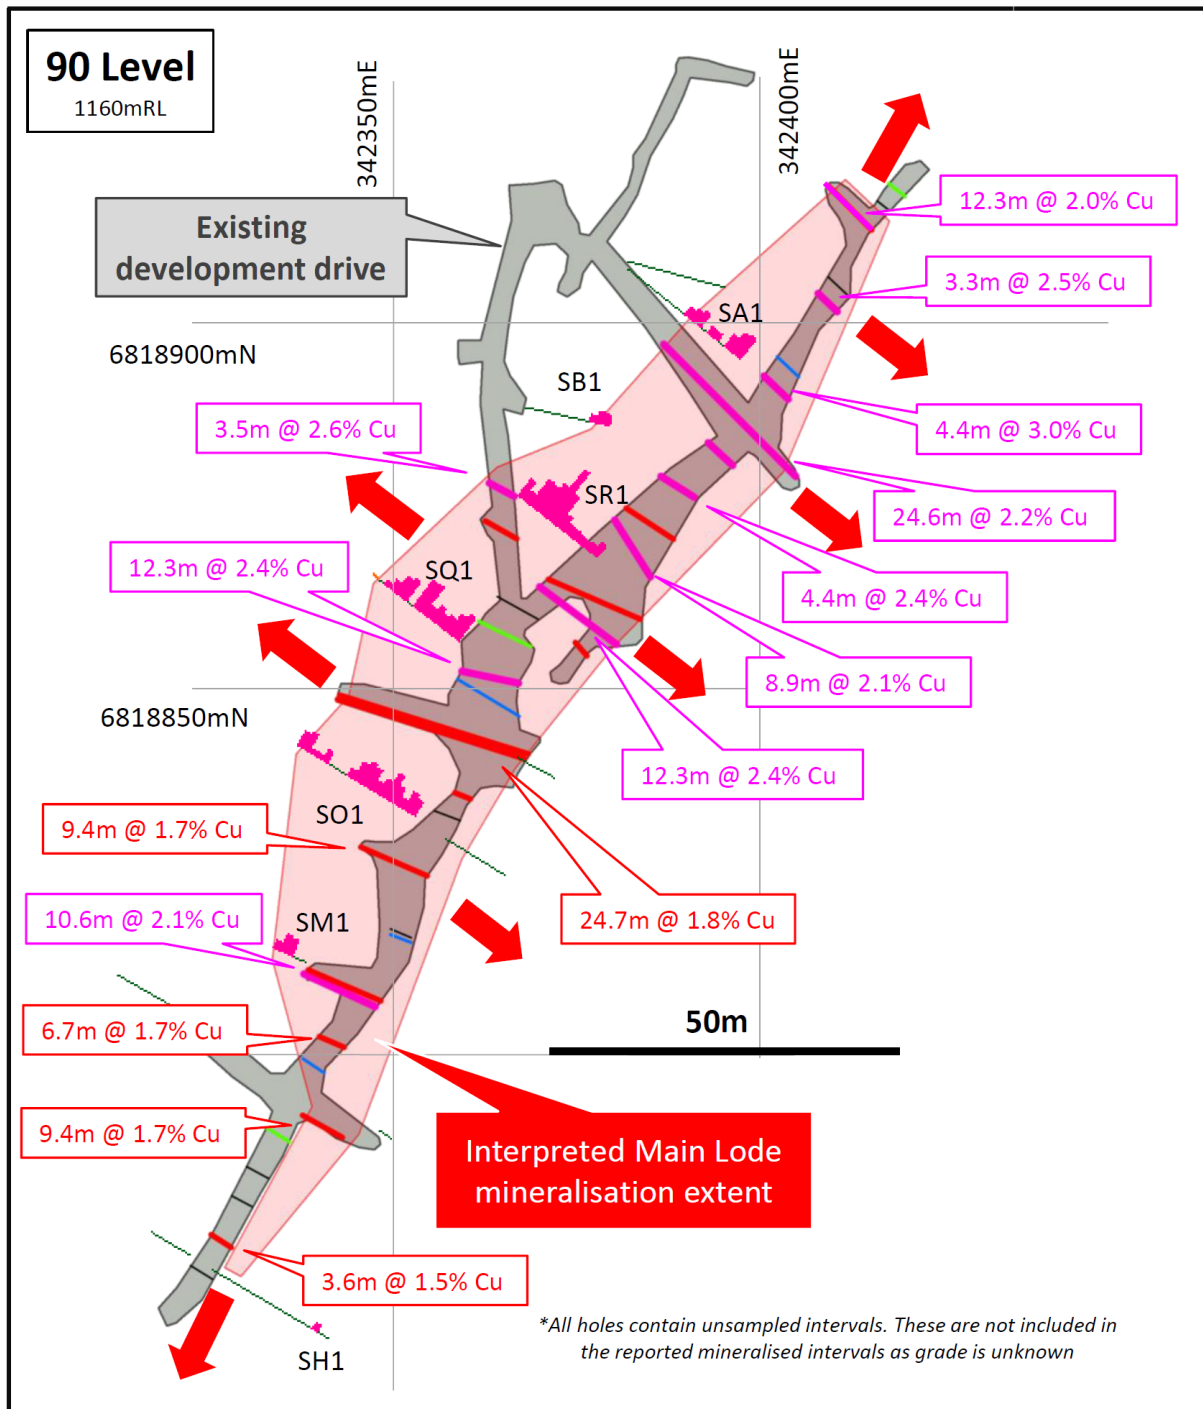 90 Level
1160mRL
342350mE
342400mE
Existing
development drive
12.3m @ 2.0% Cu
3.3m @ 2.5% Cu
SA1
6818900mN
SB1
3.5m @ 2.6% Cu
4.4m @ 3.0% Cu
SR1
24.6m @ 2.2% Cu
12.3m @ 2.4% Cu
SQ1
4.4m @ 2.4% Cu
8.9m @ 2.1% Cu
6818850mN
12.3m @ 2.4% Cu
SO1
9.4m @ 1.7% Cu
24.7m @ 1.8% Cu
10.6m @ 2.1% Cu
SM1
6.7m @ 1.7% Cu
50m
9.4m @ 1.7% Cu
Interpreted Main Lode
mineralisation extent
3.6m @ 1.5% Cu
SH1
*All holes contain unsampled intervals. These are not included in
the reported mineralised intervals as grade is unknown